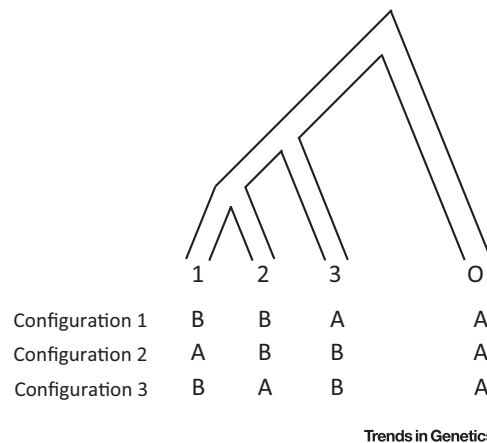 1 2 3 O
Configuration 1 B B A A
Configuration 2 A B B A
Configuration 3 B A B A
Trends in Genetics